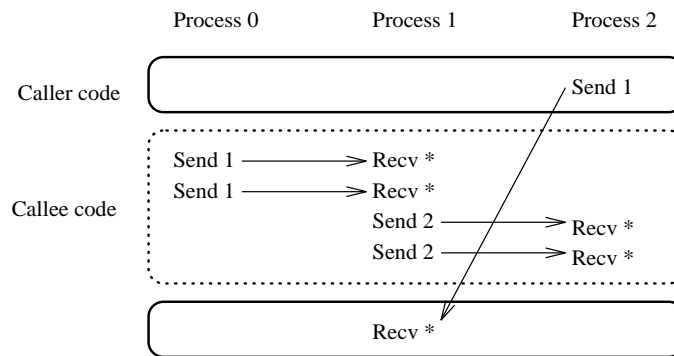 Process 0 Process 1 Process 2
Caller code Send 1
Send 1 Recv *
Send 1 Recv *
Callee code
Send 2 Recv *
Send 2 Recv *
Recv *